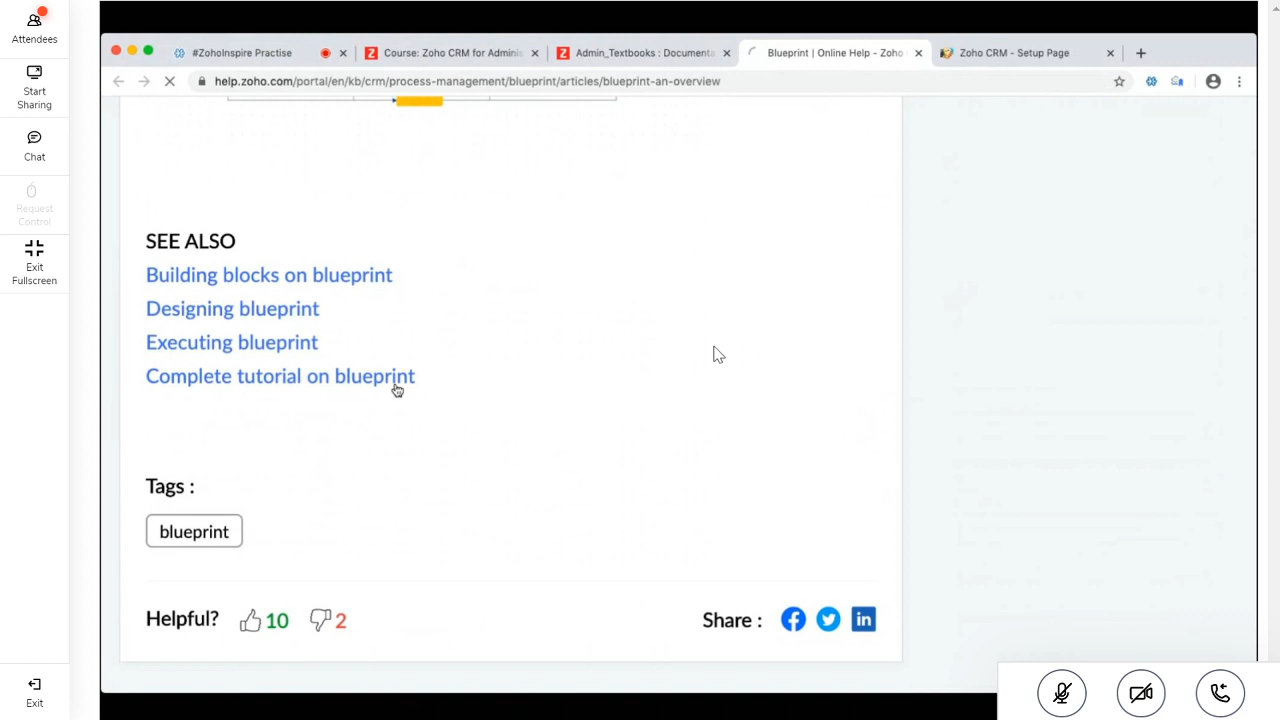 Attendees
Start
Sharing
Chat
Request
Control
Exit
Fullscreen
Exit
#ZohoInspire Practise
Course: Zoho CRM for Adminis
Admin_Textbooks : Documenta
Blueprint | Online Help - Zoho
Zoho CRM - Setup Page
help.zoho.com/portal/en/kb/crm/process-management/blueprint/articles/blueprint-an-overview
SEE ALSO
Building blocks on blueprint
Designing blueprint
Executing blueprint
Complete tutorial on blueprint
Tags :
blueprint
Helpful? 10 2
Share :